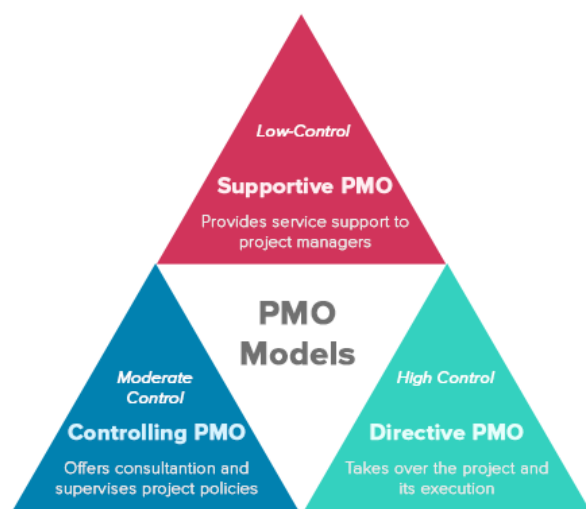 Low-Control
Supportive PMO
Provides service support to
project managers
PMO
Models
Moderate
Control
Controlling PMO
Offers consultantion and
supervises project policies
High Control
Directive PMO
Takes over the project and
its execution